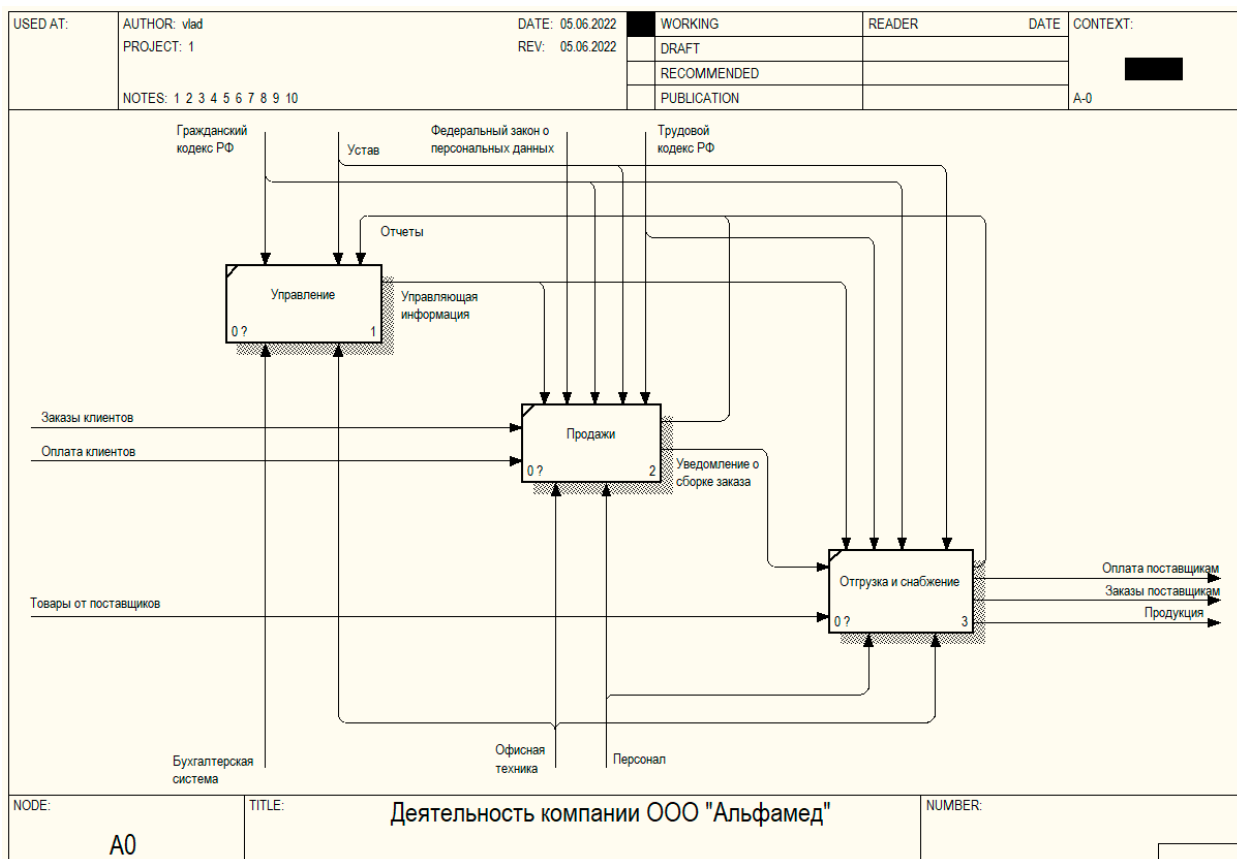 USED AT:
AUTHOR: vlad
DATE: 05.06.2022
PROJECT: 1
REV: 05.06.2022
NOTES: 1 2 3 4 5 6 7 8 9 10
WORKING
DRAFT
RECOMMENDED
PUBLICATION
READER
DATE
CONTEXT:
A-0
Гражданский
кодекс РФ
Устав
Федеральный закон о
персональных данных
Трудовой
кодекс РФ
Отчеты
Управление
0 ?
1
Управляющая
информация
Заказы клиентов
Оплата клиентов
Продажи
0 ?
2
Уведомление о
сборке заказа
Отгрузка и снабжение
0 ?
3
Оплата поставщикам
Заказы поставщикам
Продукция
Товары от поставщиков
Бухгалтерская
система
Офисная
техника
Персонал
NODE:
A0
TITLE:
Деятельность компании ООО "Альфамед"
NUMBER: